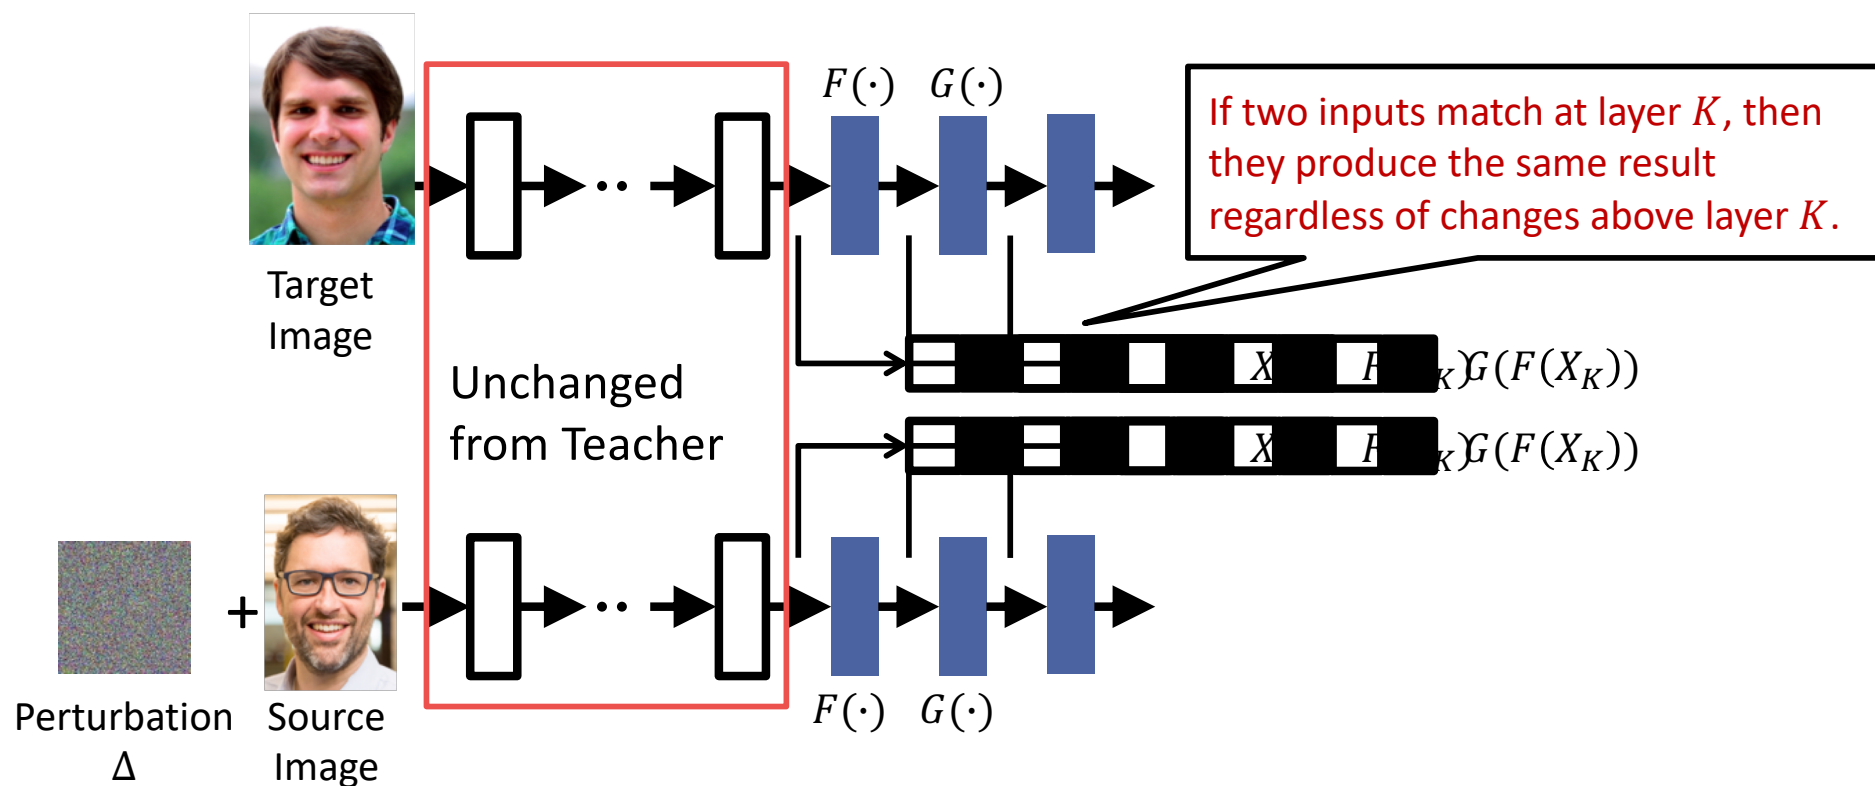 F(·) G(·)
If two inputs match at layer K, then
they produce the same result
regardless of changes above layer K.
Target
Image
Unchanged
from Teacher
G(F(X_K))
G(F(X_K))
+
Perturbation
Δ
Source
Image
F(·) G(·)